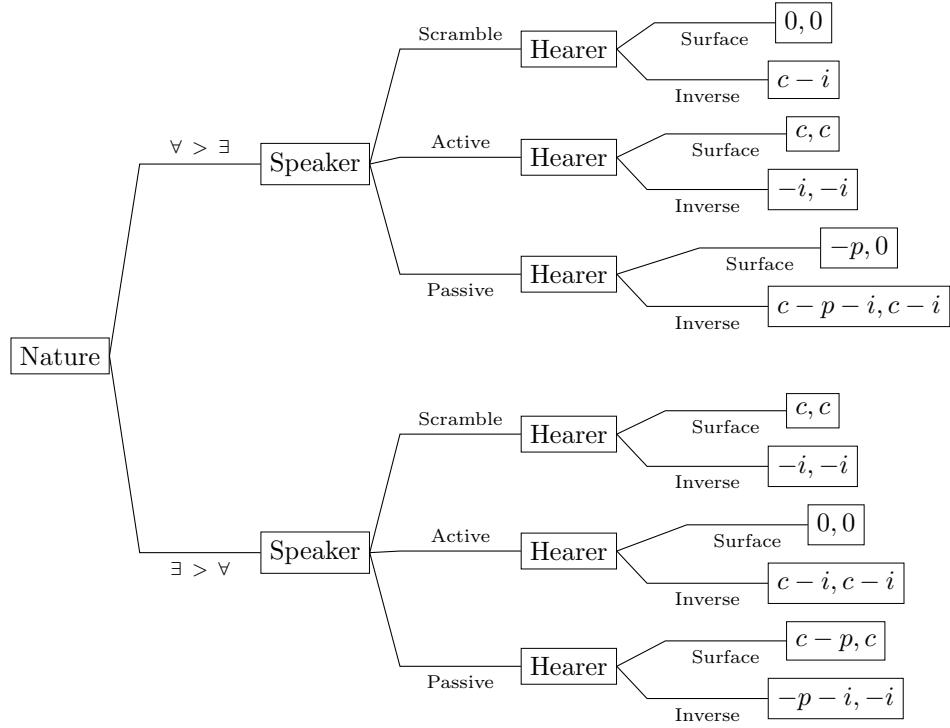 Nature
∀ > ∃
Speaker
Scramble
Hearer
Surface
0, 0
Inverse
c − i
Active
Hearer
Surface
c, c
Inverse
−i, −i
Passive
Hearer
Surface
−p, 0
Inverse
c − p − i, c − i
∃ > ∀
Speaker
Scramble
Hearer
Surface
c, c
Inverse
−i, −i
Active
Hearer
Surface
0, 0
Inverse
c − i, c − i
Passive
Hearer
Surface
c − p, c
Inverse
−p − i, −i